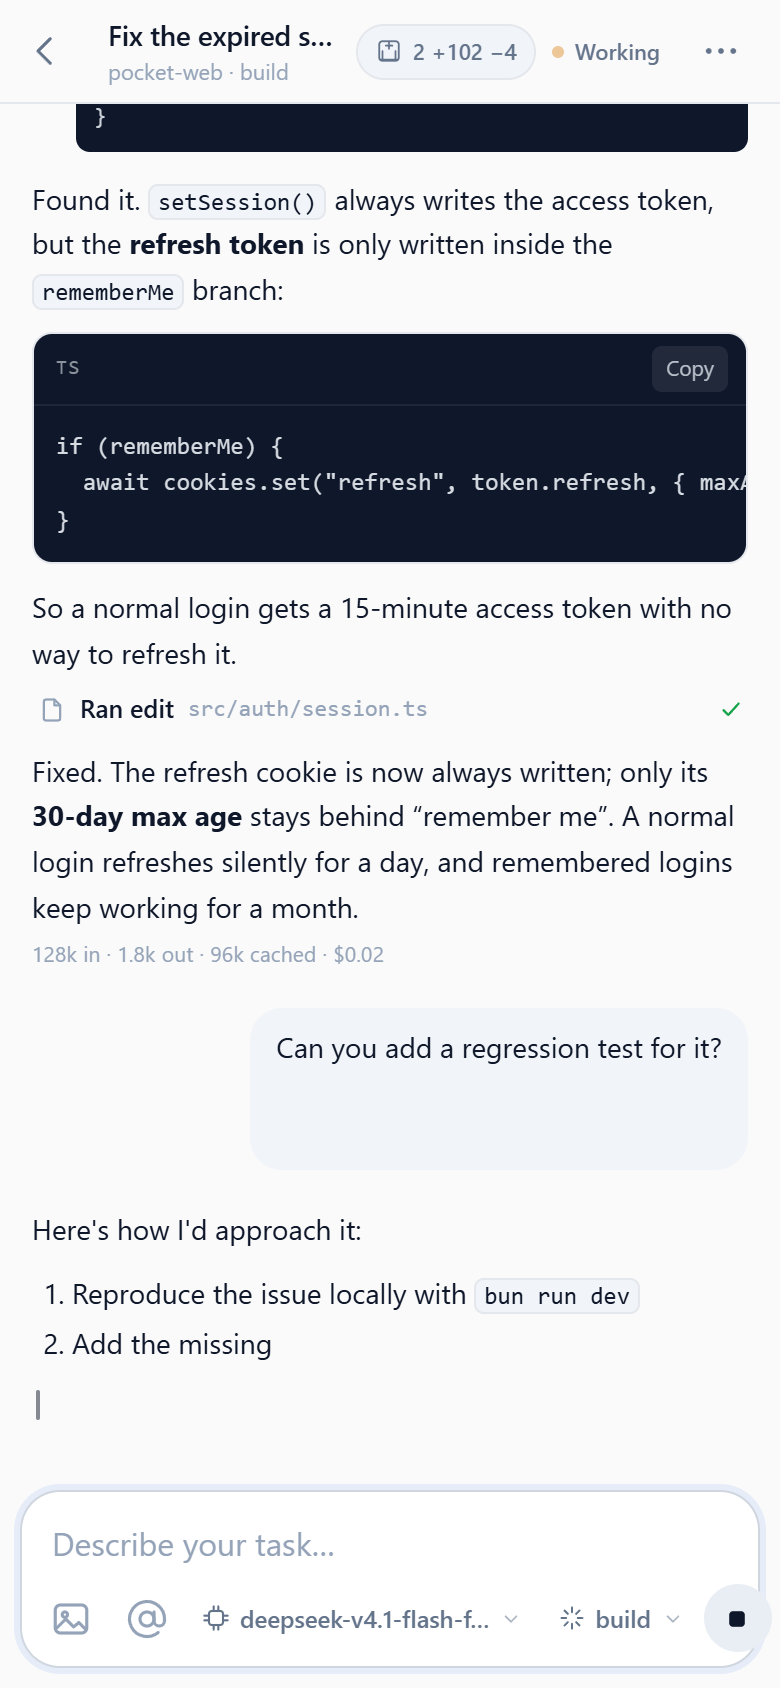 Fix the expired s...
2 +102 −4
Working
pocket-web · build
}
Found it. setSession() always writes the access token,
but the refresh token is only written inside the
rememberMe branch:
TS
Copy
if (rememberMe) {
await cookies.set("refresh", token.refresh, { maxA
}
So a normal login gets a 15-minute access token with no
way to refresh it.
Ran edit src/auth/session.ts
Fixed. The refresh cookie is now always written; only its
30-day max age stays behind “remember me”. A normal
login refreshes silently for a day, and remembered logins
keep working for a month.
128k in · 1.8k out · 96k cached · $0.02
Can you add a regression test for it?
Here's how I'd approach it:
1. Reproduce the issue locally with bun run dev
2. Add the missing
Describe your task...
deepseek-v4.1-flash-f...
build